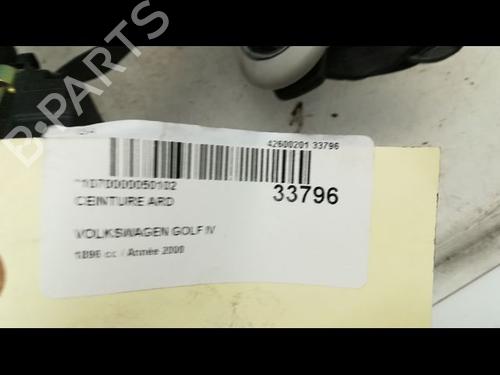 B-PARTS
42600201 33796
*1070000050102
33796
CEINTURE ARD
VOLKSWAGEN GOLF IV
1896 cc / Année 2000